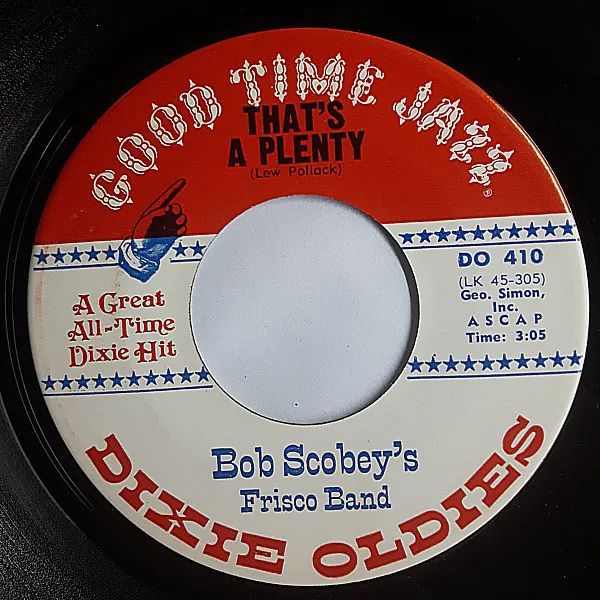 GOOD TIME JAZZ ®
THAT'S
A PLENTY
(Lew Pollack)
DO 410
(LK 45-305)
Geo. Simon,
Inc.
A S C A P
Time: 3:05
A Great
All-Time
Dixie Hit
Bob Scobey's
Frisco Band
DIXIE OLDIES